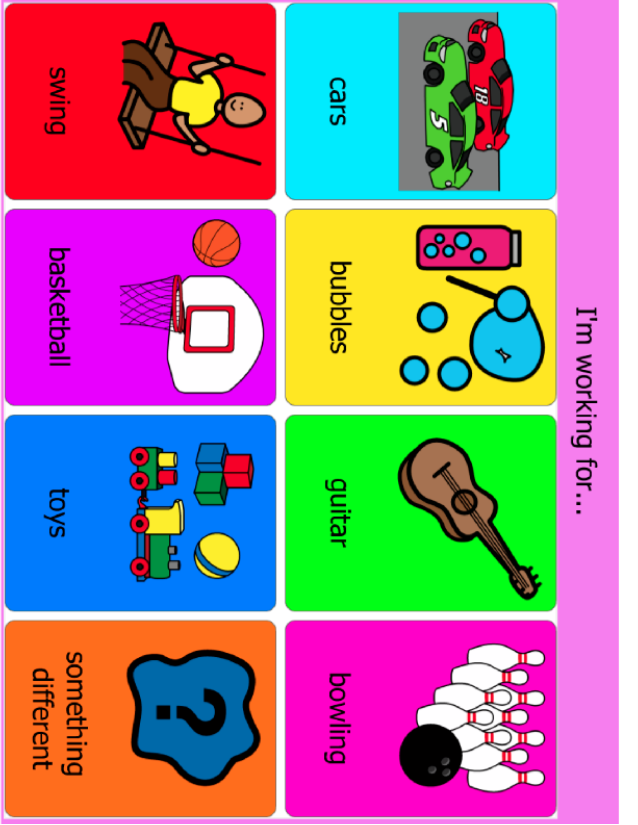 I'm working for...
cars
18
5
bubbles
guitar
bowling
swing
basketball
toys
?
something
different